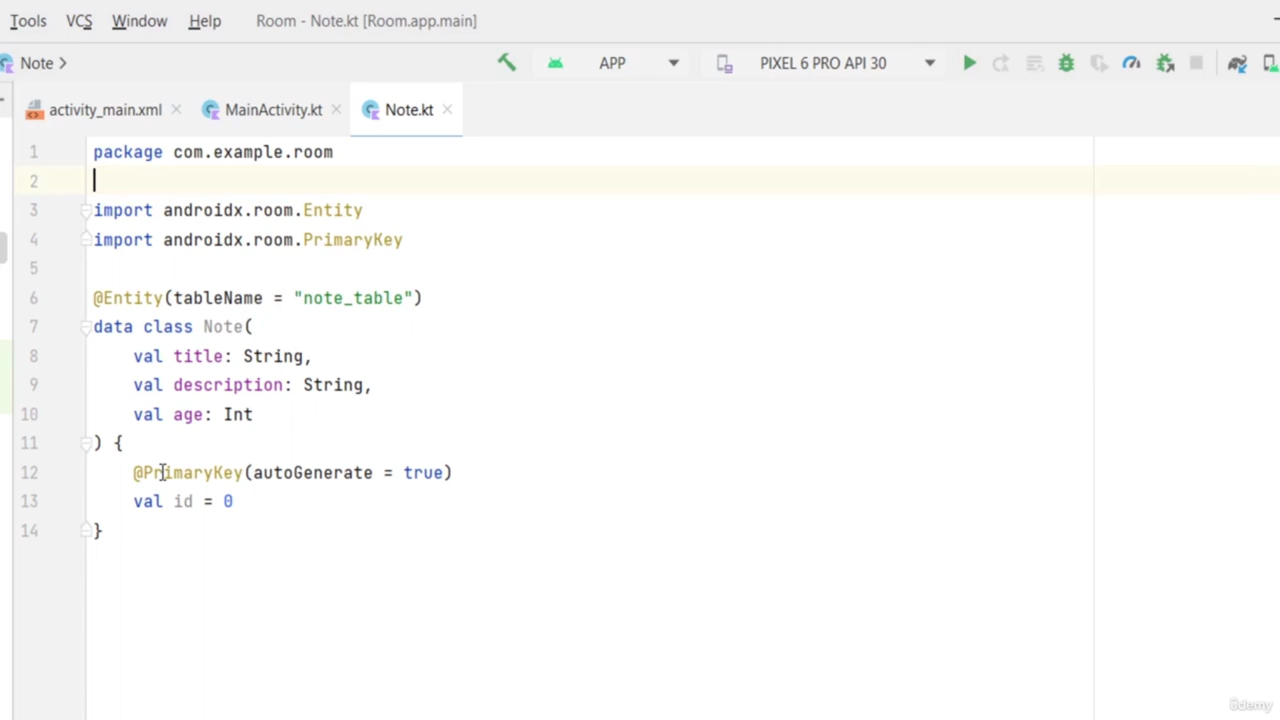 Tools VCS Window Help Room - Note.kt [Room.app.main]
Note APP PIXEL 6 PRO API 30
activity_main.xml MainActivity.kt Note.kt
1 package com.example.room
2
3 import androidx.room.Entity
4 import androidx.room.PrimaryKey
5
6 @Entity(tableName = "note_table")
7 data class Note(
8 val title: String,
9 val description: String,
10 val age: Int
11 ) {
12 @PrimaryKey(autoGenerate = true)
13 val id = 0
14 }
ûdemy